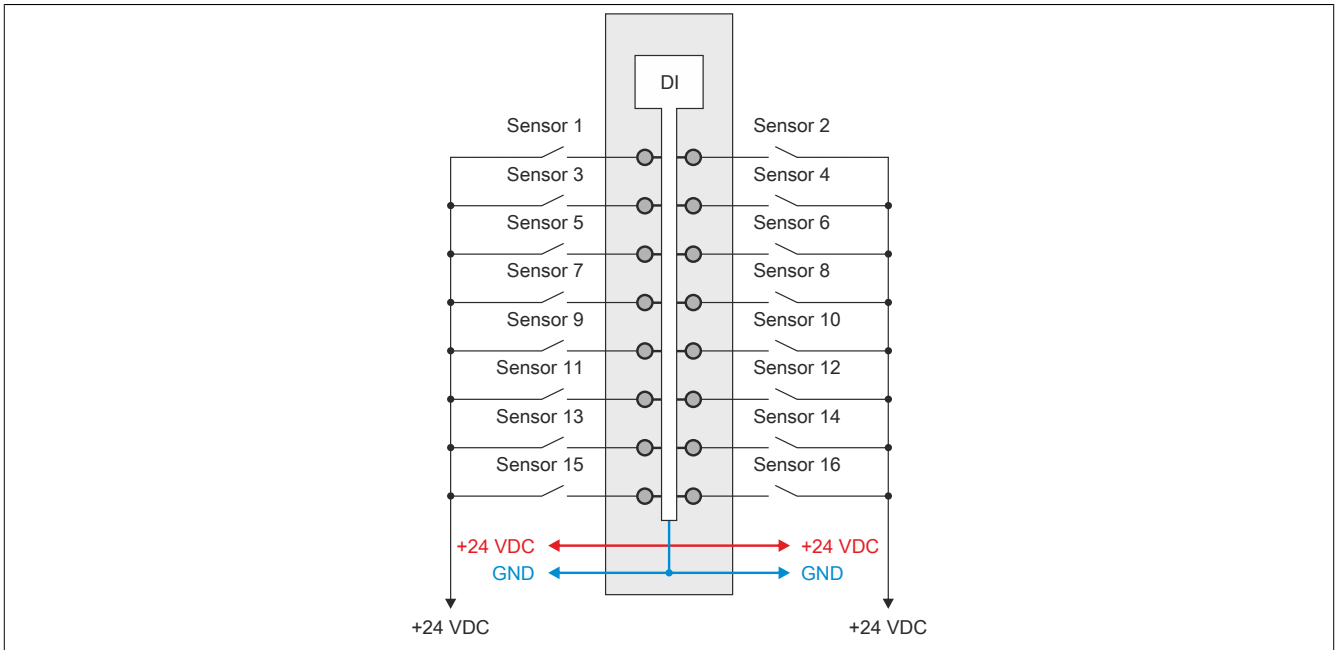 DI
Sensor 1 Sensor 2
Sensor 3 Sensor 4
Sensor 5 Sensor 6
Sensor 7 Sensor 8
Sensor 9 Sensor 10
Sensor 11 Sensor 12
Sensor 13 Sensor 14
Sensor 15 Sensor 16
+24 VDC +24 VDC
GND GND
+24 VDC +24 VDC